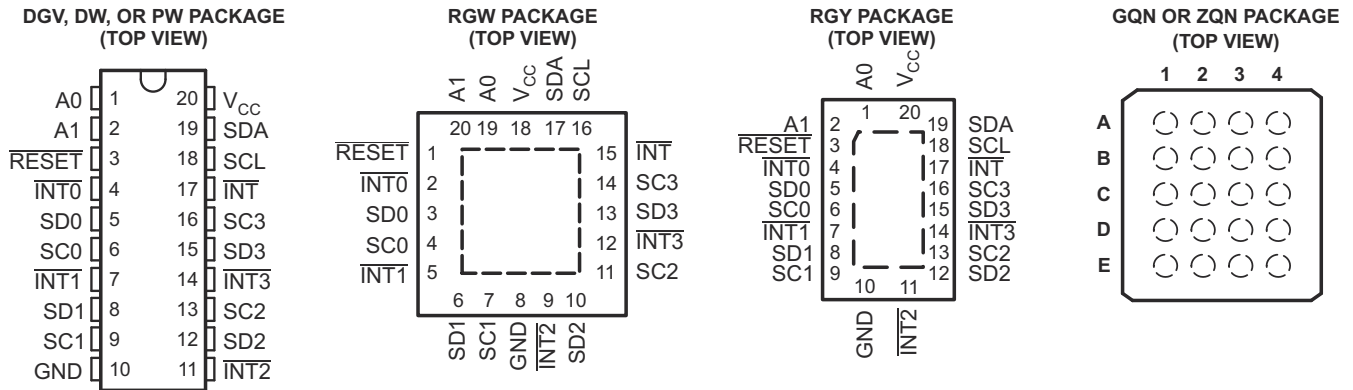 DGV, DW, OR PW PACKAGE
(TOP VIEW)
A0 1 20 VCC
A1 2 19 SDA
RESET 3 18 SCL
INT0 4 17 INT
SD0 5 16 SC3
SC0 6 15 SD3
INT1 7 14 INT3
SD1 8 13 SC2
SC1 9 12 SD2
GND 10 11 INT2
RGW PACKAGE
(TOP VIEW)
A1 A0 VCC SDA SCL
20 19 18 17 16
RESET 1 15 INT
INT0 2 14 SC3
SD0 3 13 SD3
SC0 4 12 INT3
INT1 5 11 SC2
6 7 8 9 10
SD1 SC1 GND INT2 SD2
RGY PACKAGE
(TOP VIEW)
A0 VCC
1 20
A1 2 19 SDA
RESET 3 18 SCL
INT0 4 17 INT
SD0 5 16 SC3
SC0 6 15 SD3
INT1 7 14 INT3
SD1 8 13 SC2
SC1 9 12 SD2
10 11
GND INT2
GQN OR ZQN PACKAGE
(TOP VIEW)
1 2 3 4
A
B
C
D
E